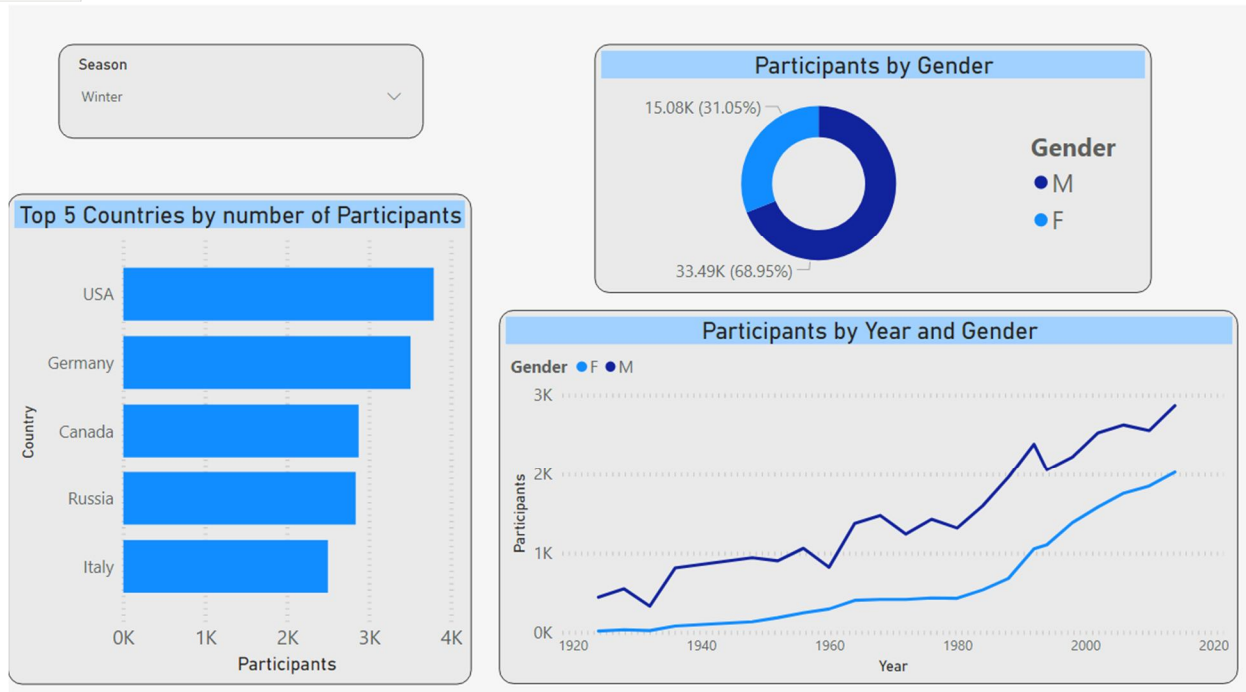 Season
Winter
Participants by Gender
15.08K (31.05%)
33.49K (68.95%)
Gender
M
F
Top 5 Countries by number of Participants
Country
USA
Germany
Canada
Russia
Italy
0K 1K 2K 3K 4K
Participants
Participants by Year and Gender
Gender F M
Participants
3K
2K
1K
0K
1920 1940 1960 1980 2000 2020
Year